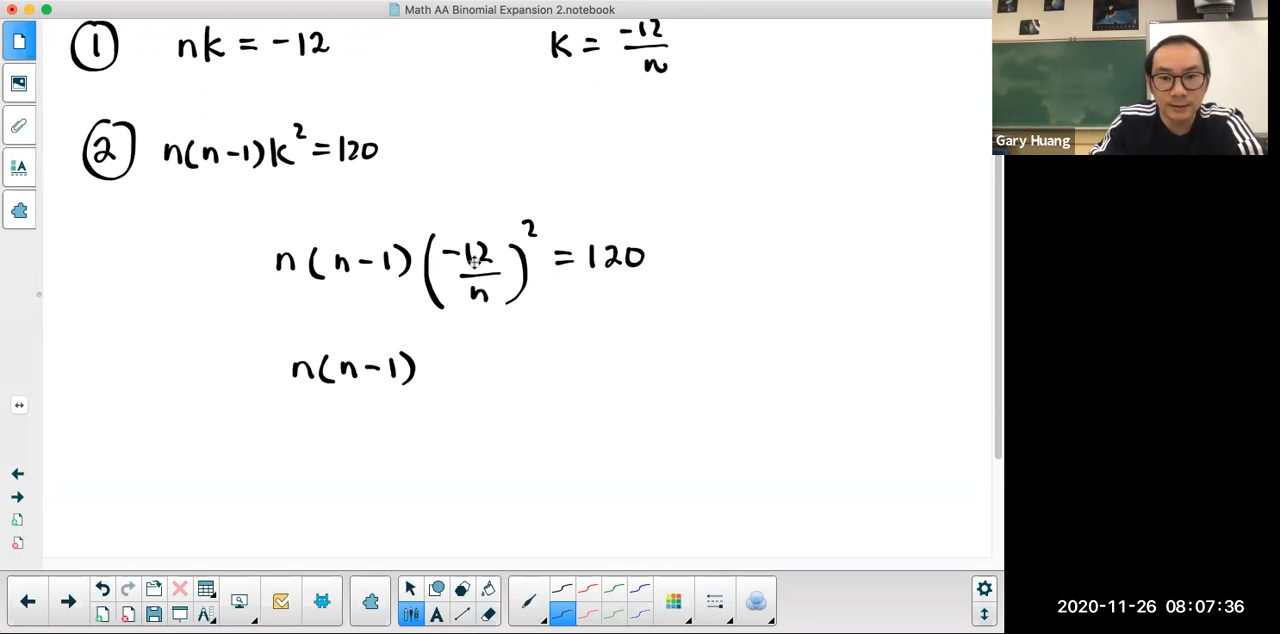 Math AA Binomial Expansion 2.notebook
① nk = -12 k = -12/n
② n(n-1)k² = 120
n(n-1)(-12/n)² = 120
n(n-1)
Gary Huang
2020-11-26 08:07:36